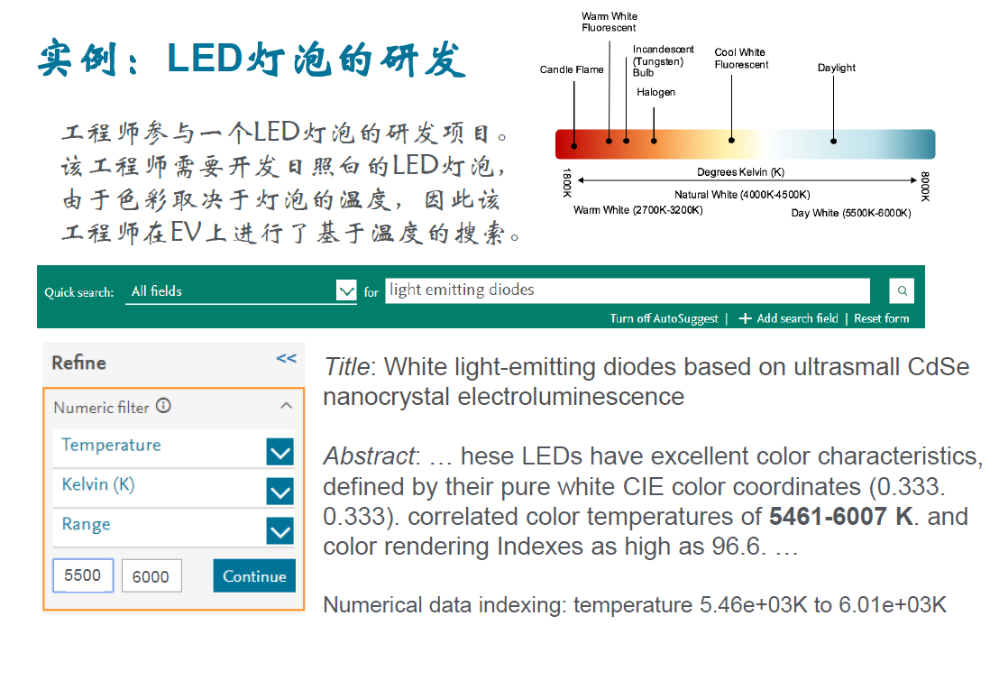 实例：LED灯泡的研发
工程师参与一个LED灯泡的研发项目。
该工程师需要开发日照白的LED灯泡，
由于色彩取决于灯泡的温度，因此该
工程师在EV上进行了基于温度的搜索。
Warm White
Fluorescent
Candle Flame
Incandescent
(Tungsten)
Bulb
Halogen
Cool White
Fluorescent
Daylight
1800K
Degrees Kelvin (K)
8000K
Natural White (4000K-4500K)
Warm White (2700K-3200K)
Day White (5500K-6000K)
Quick search: All fields for light emitting diodes
Turn off AutoSuggest | + Add search field | Reset form
Refine <<
Numeric filter
Temperature
Kelvin (K)
Range
5500 6000 Continue
Title: White light-emitting diodes based on ultrasmall CdSe
nanocrystal electroluminescence
Abstract: … hese LEDs have excellent color characteristics,
defined by their pure white CIE color coordinates (0.333.
0.333). correlated color temperatures of 5461-6007 K. and
color rendering Indexes as high as 96.6. …
Numerical data indexing: temperature 5.46e+03K to 6.01e+03K